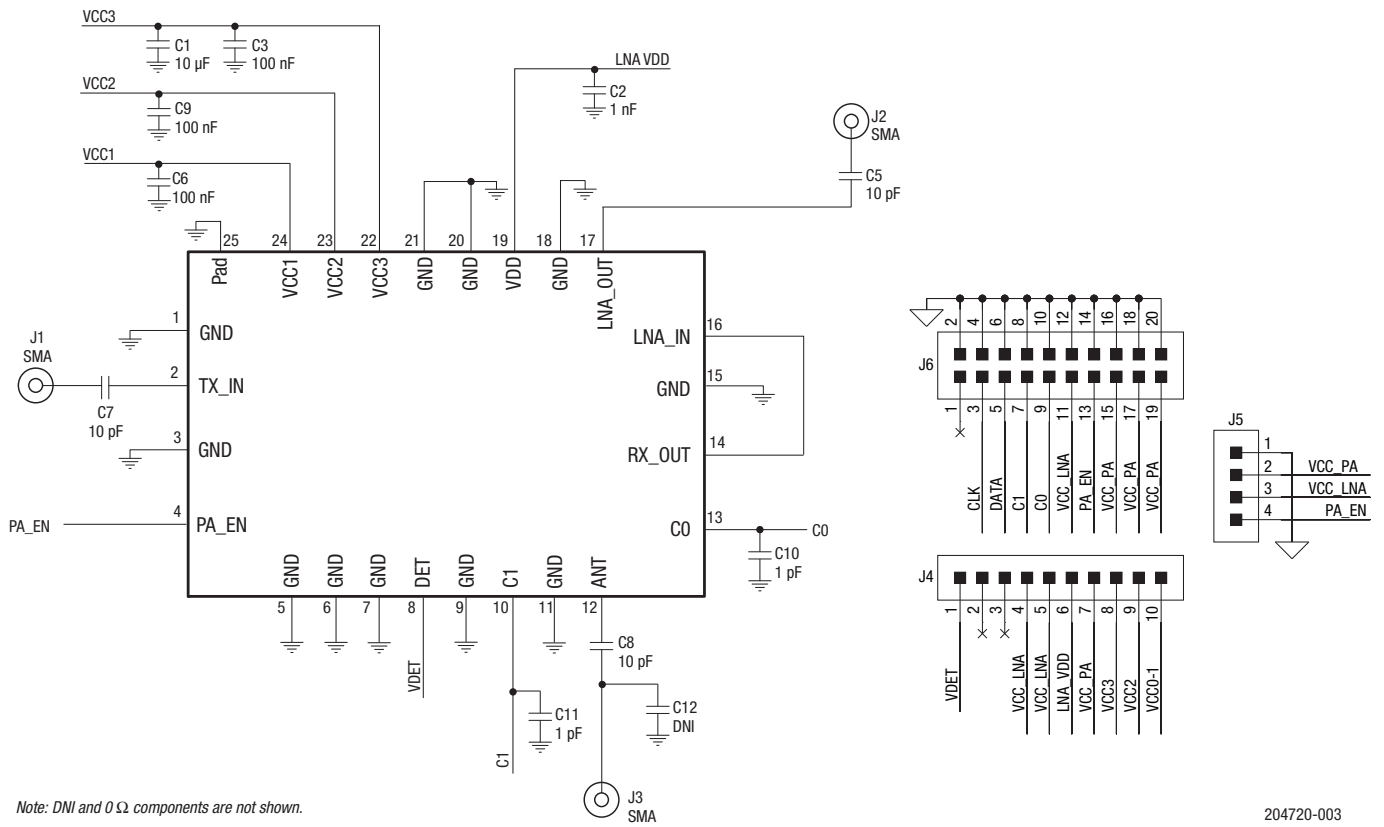 VCC3
C1
10 µF
C3
100 nF
LNA VDD
C2
1 nF
VCC2
C9
100 nF
J2
SMA
VCC1
C6
100 nF
C5
10 pF
25 24 23 22 21 20 19 18 17
Pad VCC1 VCC2 VCC3 GND GND VDD GND LNA_OUT
1 GND
J1
SMA
2 TX_IN
C7
10 pF
3 GND
PA_EN 4 PA_EN
LNA_IN 16
GND 15
RX_OUT 14
C0 13 C0
C10
1 pF
GND GND GND DET GND C1 GND ANT
5 6 7 8 9 10 11 12
VDET
C8
10 pF
C11
1 pF
C12
DNI
C1
J3
SMA
2 4 6 8 10 12 14 16 18 20
J6
1 3 5 7 9 11 13 15 17 19
CLK DATA C1 C0 VCC_LNA PA_EN VCC_PA VCC_PA VCC_PA
J5
1
2 VCC_PA
3 VCC_LNA
4 PA_EN
J4
1 2 3 4 5 6 7 8 9 10
VDET VCC_LNA VCC_LNA LNA_VDD VCC_PA VCC3 VCC2 VCC0-1
Note: DNI and 0 Ω components are not shown.
204720-003